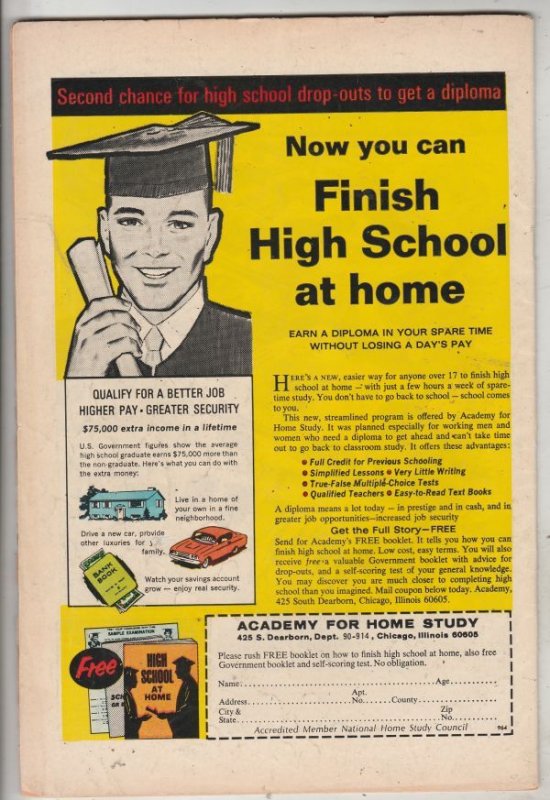 Second chance for high school drop-outs to get a diploma
Now you can
Finish
High School
at home
EARN A DIPLOMA IN YOUR SPARE TIME
WITHOUT LOSING A DAY'S PAY
HERE'S A NEW, easier way for anyone over 17 to finish high
school at home — with just a few hours a week of spare-
time study. You don't have to go back to school — school comes
to you.
This new, streamlined program is offered by Academy for
Home Study. It was planned especially for working men and
women who need a diploma to get ahead and can't take time
out to go back to classroom study. It offers these advantages:
• Full Credit for Previous Schooling
• Simplified Lessons • Very Little Writing
• True-False Multiple-Choice Tests
• Qualified Teachers • Easy-to-Read Text Books
A diploma means a lot today — in prestige and in cash, and in
greater job opportunities—increased job security
Get the Full Story—FREE
Send for Academy's FREE booklet. It tells you how you can
finish high school at home. Low cost, easy terms. You will also
receive free a valuable Government booklet with advice for
drop-outs, and a self-scoring test of your general knowledge.
You may discover you are much closer to completing high
school than you imagined. Mail coupon below today. Academy,
425 South Dearborn, Chicago, Illinois 60605.
QUALIFY FOR A BETTER JOB
HIGHER PAY • GREATER SECURITY
$75,000 extra income in a lifetime
U.S. Government figures show the average
high school graduate earns $75,000 more than
the non-graduate. Here's what you can do with
the extra money:
Live in a home of
your own in a fine
neighborhood.
Drive a new car, provide
other luxuries for
family.
BANK
BOOK
Watch your savings account
grow — enjoy real security.
Free
SAMPLE EXAMINATION
HIGH
SCHOOL
AT
HOME
ACADEMY FOR HOME STUDY
425 S. Dearborn, Dept. 90-914, Chicago, Illinois 60605
Please rush FREE booklet on how to finish high school at home, also free
Government booklet and self-scoring test. No obligation.
Name Age
Apt.
Address No. County
City & Zip
State No.
Accredited Member National Home Study Council 964